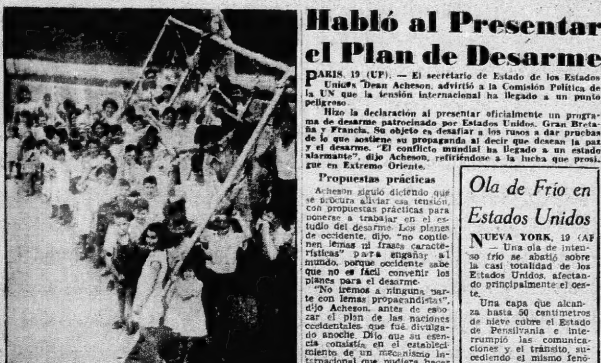 Habló al Presentar
el Plan de Desarme
PARIS, 19 (UP). — El secretario de Estado de los Estados
Unidos Dean Acheson, advirtió a la Comisión Política de
la UN que la tensión internacional ha llegado a un punto
peligroso.
Hizo la declaración al presentar oficialmente un progra-
ma de desarme patrocinado por Estados Unidos, Gran Breta-
ña y Francia. Su objeto es desafiar a los rusos a dar pruebas
de lo que sostiene su propaganda al decir que desean la paz
y el desarme. "El conflicto mundial ha llegado a un estado
alarmante", dijo Acheson, refiriéndose a la lucha que prosi-
gue en Extremo Oriente.
Propuestas prácticas
Acheson siguió diciendo que
se procura aliviar esa tensión,
con propuestas prácticas para
ponerse a trabajar en el es-
tudio del desarme. Los planes
de occidente, dijo, "no contie-
nen lemas ni frases caracte-
rísticas" para engañar al
mundo, porque occidente sabe
que no es fácil convenir los
planes para el desarme.
"No iremos a ninguna par-
te con lemas propagandistas",
dijo Acheson, antes de esbo-
zar el plan de las naciones
occidentales que fué divulga-
do anoche. Dijo que su esen-
cia consistía en el estableci-
miento de un mecanismo in-
ternacional que pudiera hacer
Ola de Frío en
Estados Unidos
NUEVA YORK, 19 (AP
— Una ola de inten-
so frío se abatió sobre
la casi totalidad de los
Estados Unidos, afectan-
do principalmente el oes-
te.
Una capa que alcan-
za hasta 50 centímetros
de nieve cubre el Estado
de Pensilvania e inte-
rrumpió las comunica-
ciones y el tránsito, su-
cediendo el mismo fenó-